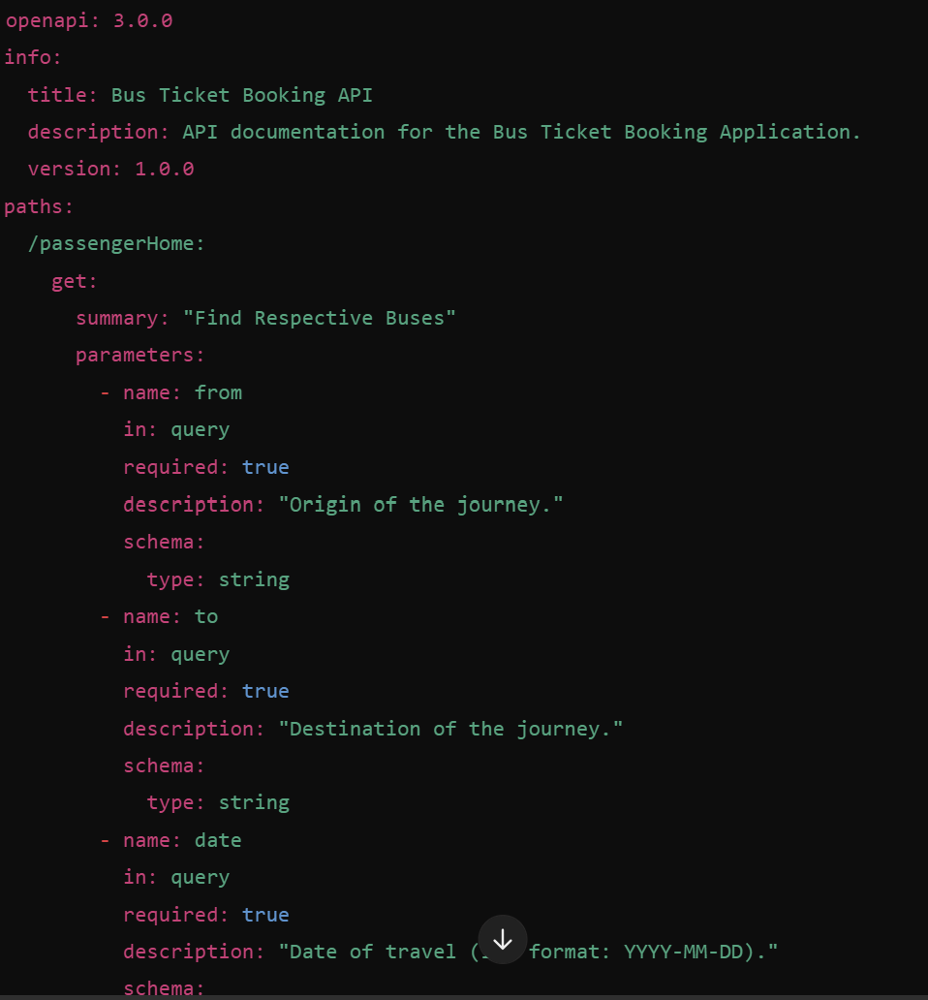 openapi: 3.0.0
info:
  title: Bus Ticket Booking API
  description: API documentation for the Bus Ticket Booking Application.
  version: 1.0.0
paths:
  /passengerHome:
    get:
      summary: "Find Respective Buses"
      parameters:
        - name: from
          in: query
          required: true
          description: "Origin of the journey."
          schema:
            type: string
        - name: to
          in: query
          required: true
          description: "Destination of the journey."
          schema:
            type: string
        - name: date
          in: query
          required: true
          description: "Date of travel ( format: YYYY-MM-DD)."
          schema: